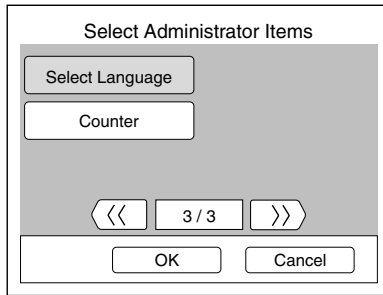 Select Administrator Items
Select Language
Counter
<< 3 / 3 >>
OK Cancel